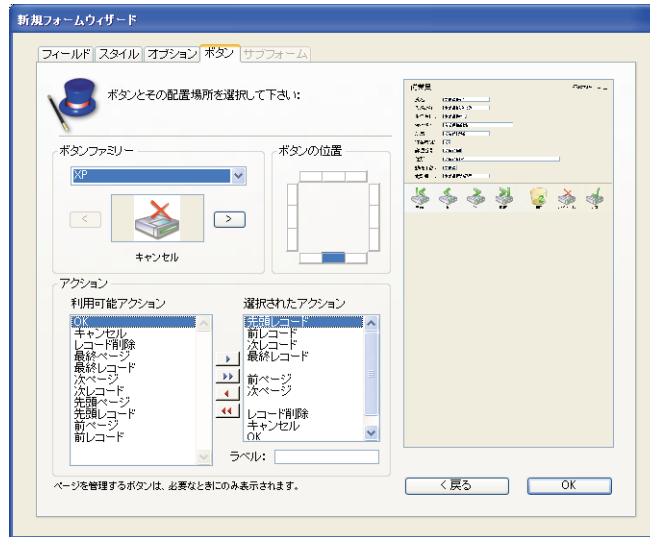 新規フォームウィザード
フィールド スタイル オプション ボタン サブフォーム
ボタンとその配置場所を選択して下さい:
ボタンファミリー
ボタンの位置
XP
<
>
キャンセル
アクション
利用可能アクション
選択されたアクション
OK
キャンセル
レコード削除
最終ページ
最終レコード
次ページ
次レコード
先頭ページ
先頭レコード
前ページ
前レコード
先頭レコード
前レコード
次レコード
最終レコード
前ページ
次ページ
レコード削除
キャンセル
OK
ラベル:
ページを管理するボタンは、必要なときにのみ表示されます。
< 戻る
OK